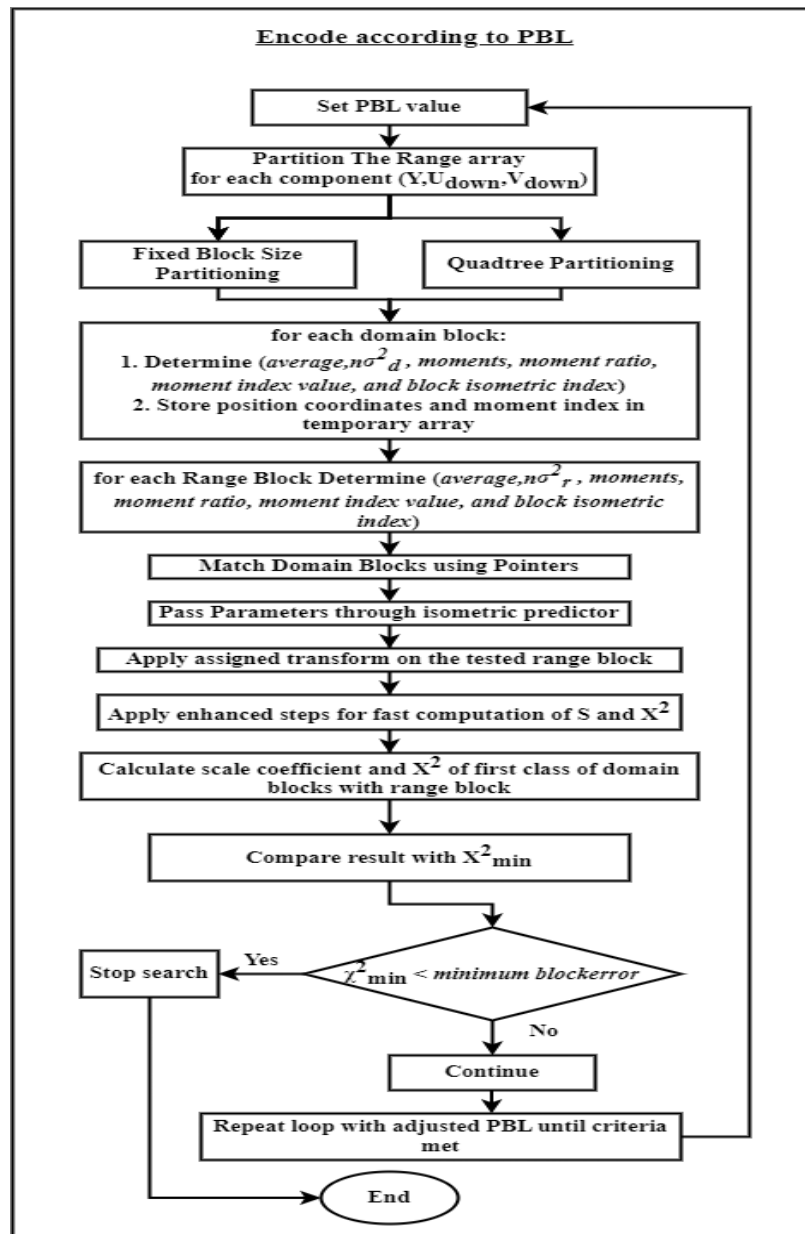 Encode according to PBL
Set PBL value
Partition The Range array
for each component (Y,U_down,V_down)
Fixed Block Size
Partitioning
Quadtree Partitioning
for each domain block:
1. Determine (average,nσ²_d , moments, moment ratio,
moment index value, and block isometric index)
2. Store position coordinates and moment index in
temporary array
for each Range Block Determine (average,nσ²_r , moments,
moment ratio, moment index value, and block isometric
index)
Match Domain Blocks using Pointers
Pass Parameters through isometric predictor
Apply assigned transform on the tested range block
Apply enhanced steps for fast computation of S and X²
Calculate scale coefficient and X² of first class of domain
blocks with range block
Compare result with X²_min
χ²_min < minimum blockerror
Yes
Stop search
No
Continue
Repeat loop with adjusted PBL until criteria
met
End